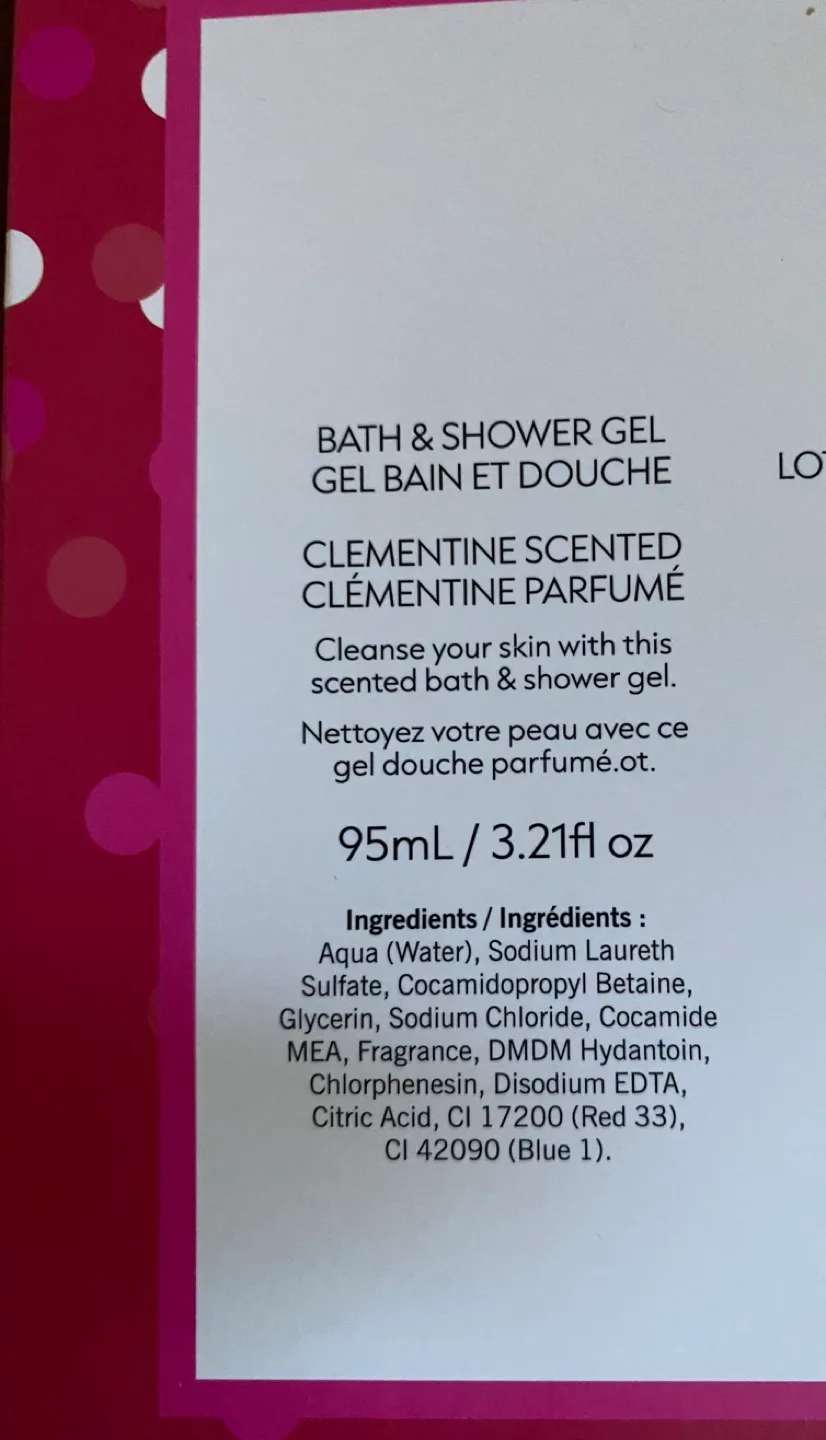 BATH & SHOWER GEL
GEL BAIN ET DOUCHE
CLEMENTINE SCENTED
CLÉMENTINE PARFUMÉ
Cleanse your skin with this
scented bath & shower gel.
Nettoyez votre peau avec ce
gel douche parfumé.ot.
95mL / 3.21fl oz
Ingredients / Ingrédients :
Aqua (Water), Sodium Laureth
Sulfate, Cocamidopropyl Betaine,
Glycerin, Sodium Chloride, Cocamide
MEA, Fragrance, DMDM Hydantoin,
Chlorphenesin, Disodium EDTA,
Citric Acid, CI 17200 (Red 33),
CI 42090 (Blue 1).